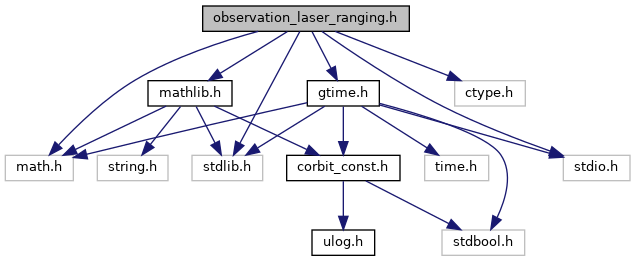 observation_laser_ranging.h
mathlib.h
gtime.h
ctype.h
math.h
string.h
stdlib.h
corbit_const.h
time.h
stdio.h
ulog.h
stdbool.h